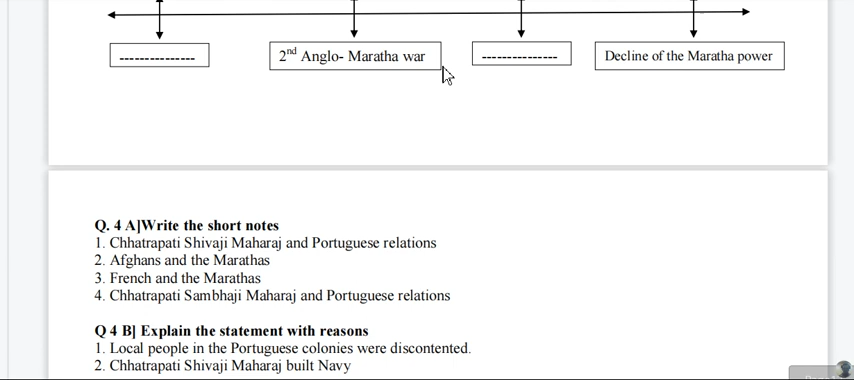 ---------------
2nd Anglo- Maratha war
---------------
Decline of the Maratha power
Q. 4 A]Write the short notes
1. Chhatrapati Shivaji Maharaj and Portuguese relations
2. Afghans and the Marathas
3. French and the Marathas
4. Chhatrapati Sambhaji Maharaj and Portuguese relations
Q 4 B] Explain the statement with reasons
1. Local people in the Portuguese colonies were discontented.
2. Chhatrapati Shivaji Maharaj built Navy